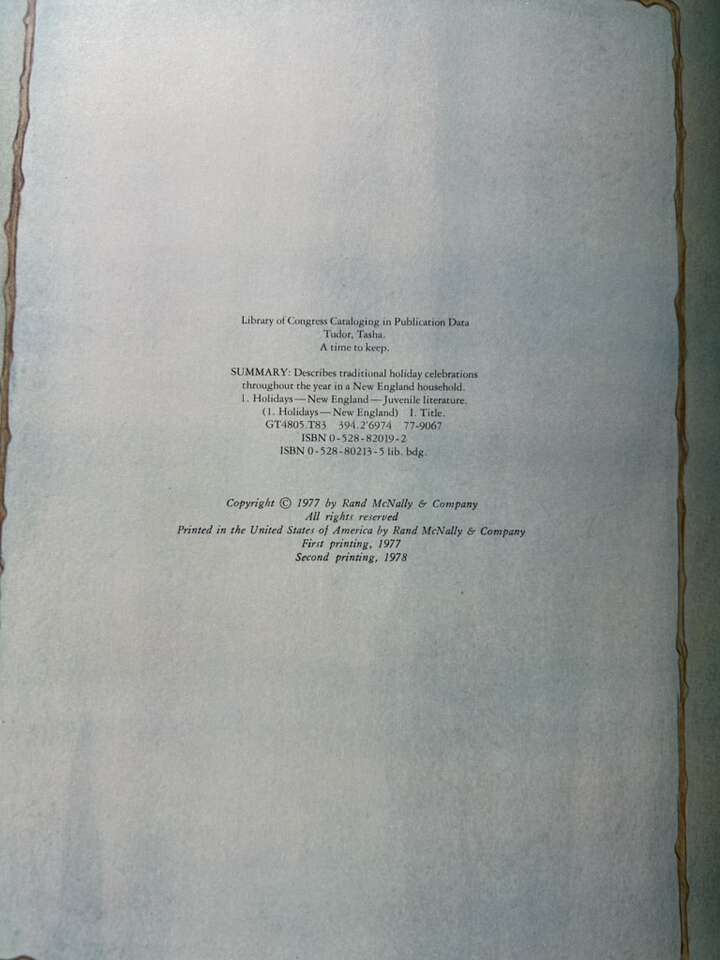 Library of Congress Cataloging in Publication Data
Tudor, Tasha.
A time to keep.
SUMMARY: Describes traditional holiday celebrations
throughout the year in a New England household.
1. Holidays—New England—Juvenile literature.
(1. Holidays—New England) I. Title.
GT4805.T83 394.2'6974 77-9067
ISBN 0-528-82019-2
ISBN 0-528-80213-5 lib. bdg.
Copyright © 1977 by Rand McNally & Company
All rights reserved
Printed in the United States of America by Rand McNally & Company
First printing, 1977
Second printing, 1978